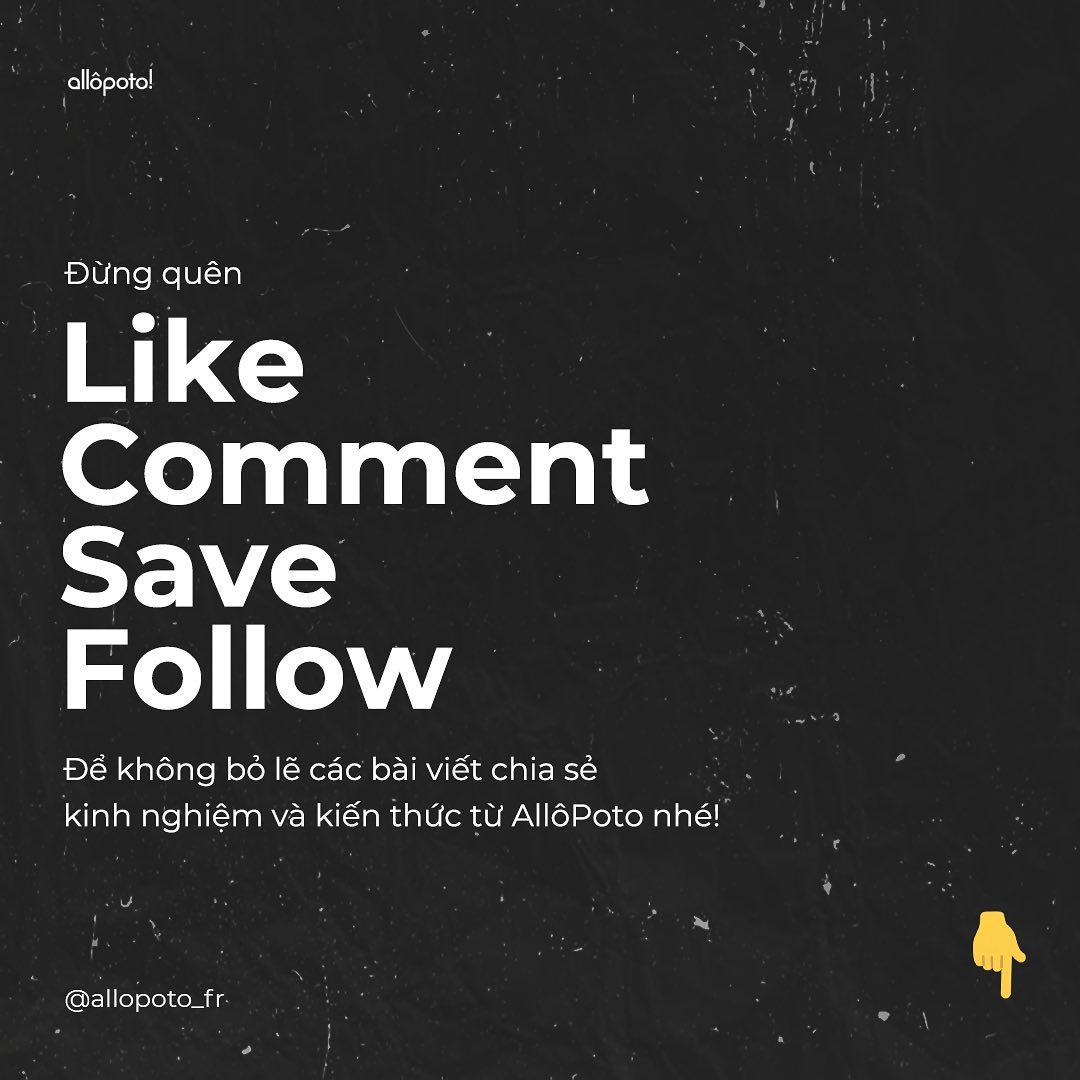 allôpoto!
Đừng quên
Like
Comment
Save
Follow
Để không bỏ lẽ các bài viết chia sẻ
kinh nghiệm và kiến thức từ AllôPoto nhé!
@allopoto_fr